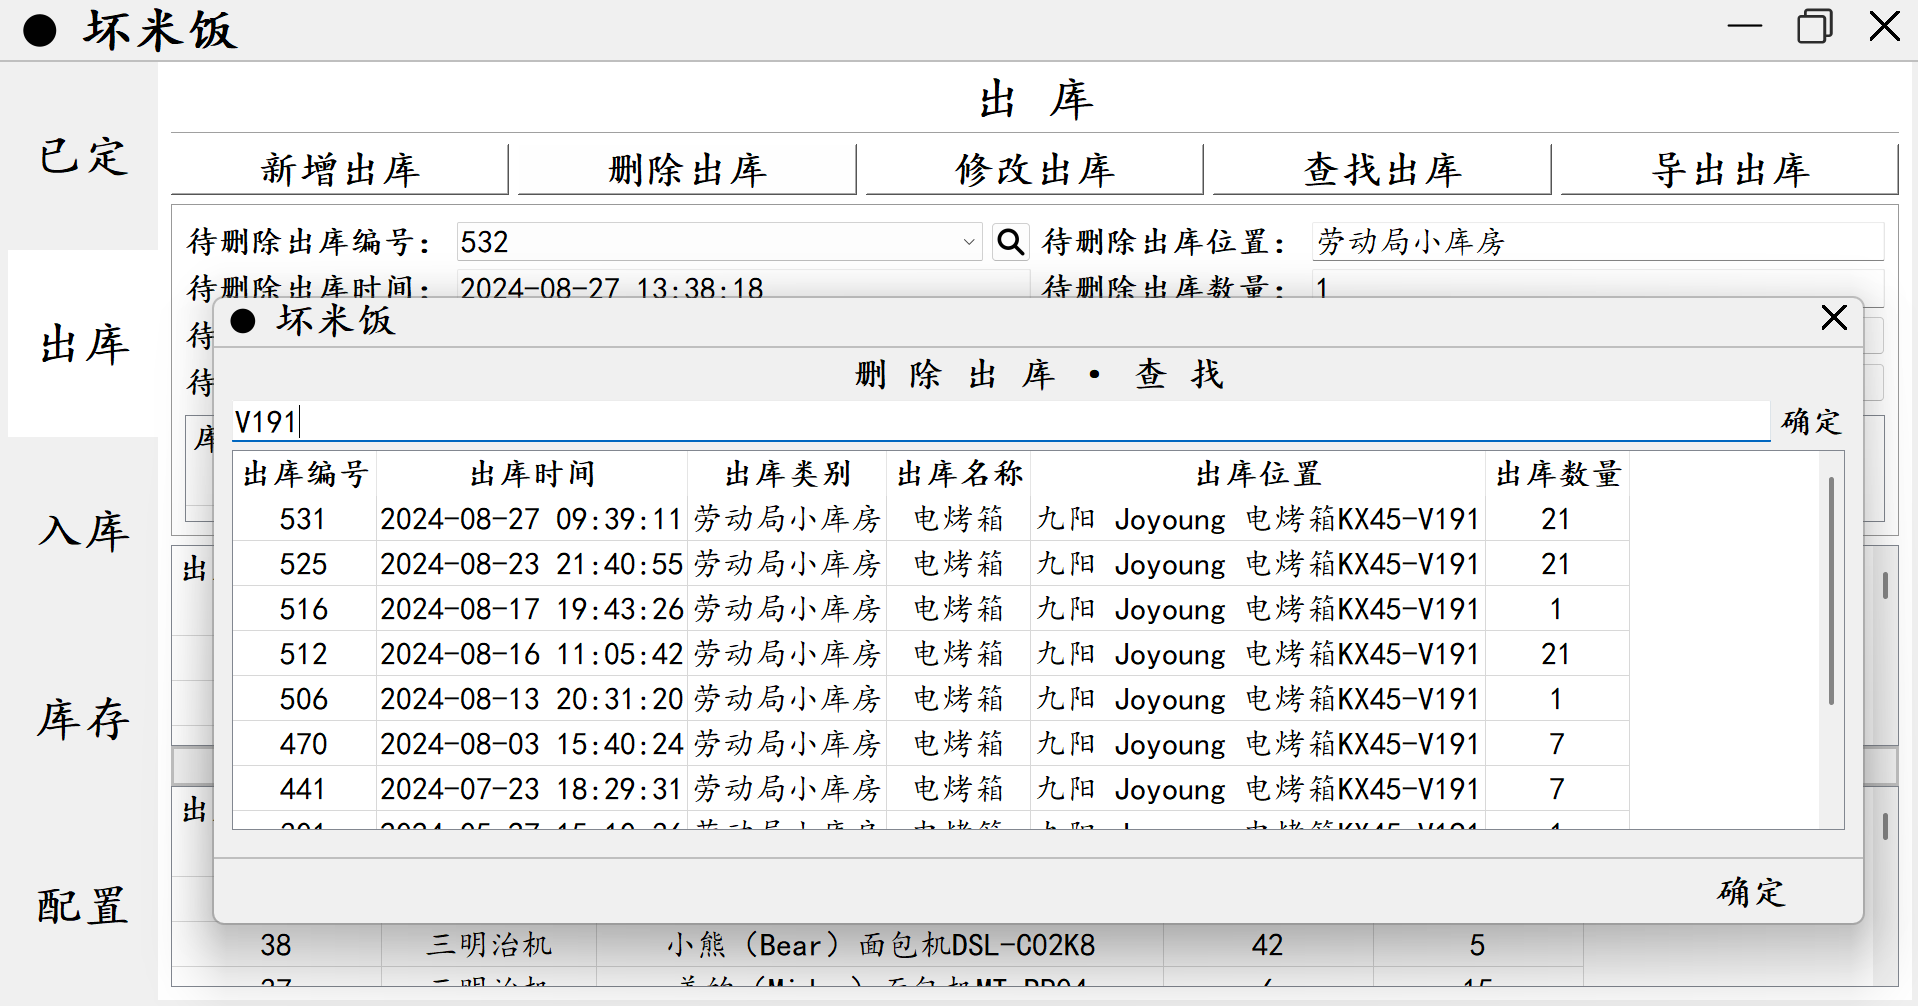 坏米饭
已定
出库
入库
库存
配置
出 库
新增出库 删除出库 修改出库 查找出库 导出出库
待删除出库编号： 532 待删除出库位置： 劳动局小库房
待删除出库时间： 2024-08-27 13:38:18 待删除出库数量： 1
待
待
库
出
出
坏米饭
删 除 出 库 · 查 找
V191 确定
出库编号 出库时间 出库类别 出库名称 出库位置 出库数量
531 2024-08-27 09:39:11 劳动局小库房 电烤箱 九阳 Joyoung 电烤箱KX45-V191 21
525 2024-08-23 21:40:55 劳动局小库房 电烤箱 九阳 Joyoung 电烤箱KX45-V191 21
516 2024-08-17 19:43:26 劳动局小库房 电烤箱 九阳 Joyoung 电烤箱KX45-V191 1
512 2024-08-16 11:05:42 劳动局小库房 电烤箱 九阳 Joyoung 电烤箱KX45-V191 21
506 2024-08-13 20:31:20 劳动局小库房 电烤箱 九阳 Joyoung 电烤箱KX45-V191 1
470 2024-08-03 15:40:24 劳动局小库房 电烤箱 九阳 Joyoung 电烤箱KX45-V191 7
441 2024-07-23 18:29:31 劳动局小库房 电烤箱 九阳 Joyoung 电烤箱KX45-V191 7
确定
38 三明治机 小熊（Bear）面包机DSL-C02K8 42 5